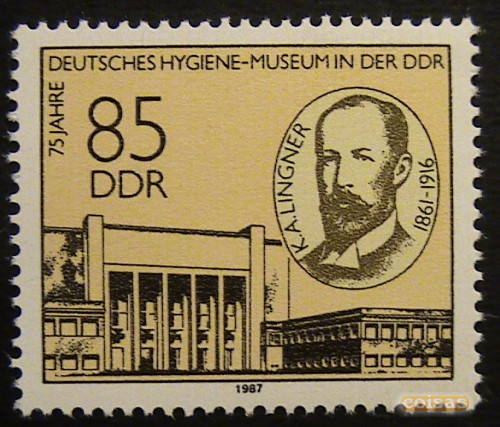 DEUTSCHES HYGIENE-MUSEUM IN DER DDR
75 JAHRE
85
DDR
K.A. LINGNER
1861-1916
1987
coisas